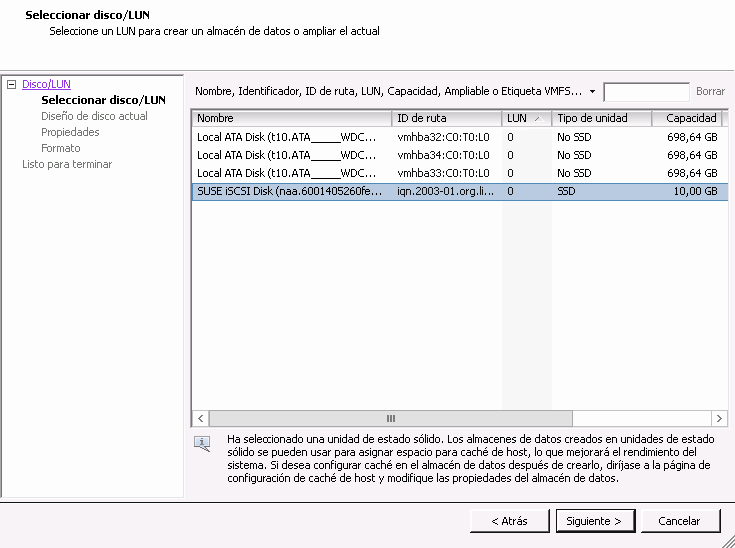 Seleccionar disco/LUN
Seleccione un LUN para crear un almacén de datos o ampliar el actual
Disco/LUN
Seleccionar disco/LUN
Diseño de disco actual
Propiedades
Formato
Listo para terminar
Nombre, Identificador, ID de ruta, LUN, Capacidad, Ampliable o Etiqueta VMFS... Borrar
Nombre ID de ruta LUN Tipo de unidad Capacidad
Local ATA Disk (t10.ATA_____WDC... vmhba32:C0:T0:L0 0 No SSD 698,64 GB
Local ATA Disk (t10.ATA_____WDC... vmhba34:C0:T0:L0 0 No SSD 698,64 GB
Local ATA Disk (t10.ATA_____WDC... vmhba33:C0:T0:L0 0 No SSD 698,64 GB
SUSE iSCSI Disk (naa.6001405260fe... iqn.2003-01.org.li... 0 SSD 10,00 GB
Ha seleccionado una unidad de estado sólido. Los almacenes de datos creados en unidades de estado
sólido se pueden usar para asignar espacio para caché de host, lo que mejorará el rendimiento del
sistema. Si desea configurar caché en el almacén de datos después de crearlo, diríjase a la página de
configuración de caché de host y modifique las propiedades del almacén de datos.
< Atrás Siguiente > Cancelar